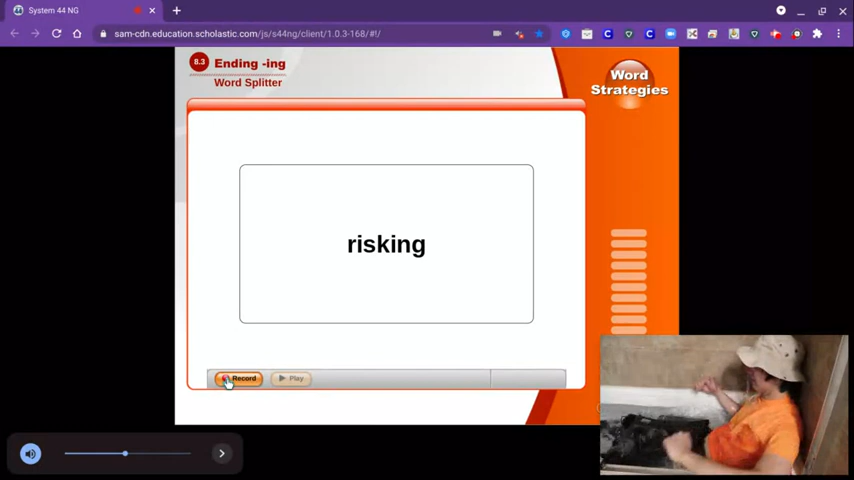 System 44 NG
sam-cdn.education.scholastic.com/js/s44ng/client/1.0.3-168/#!/
8.3 Ending -ing
Word Splitter
Word
Strategies
risking
Record
Play